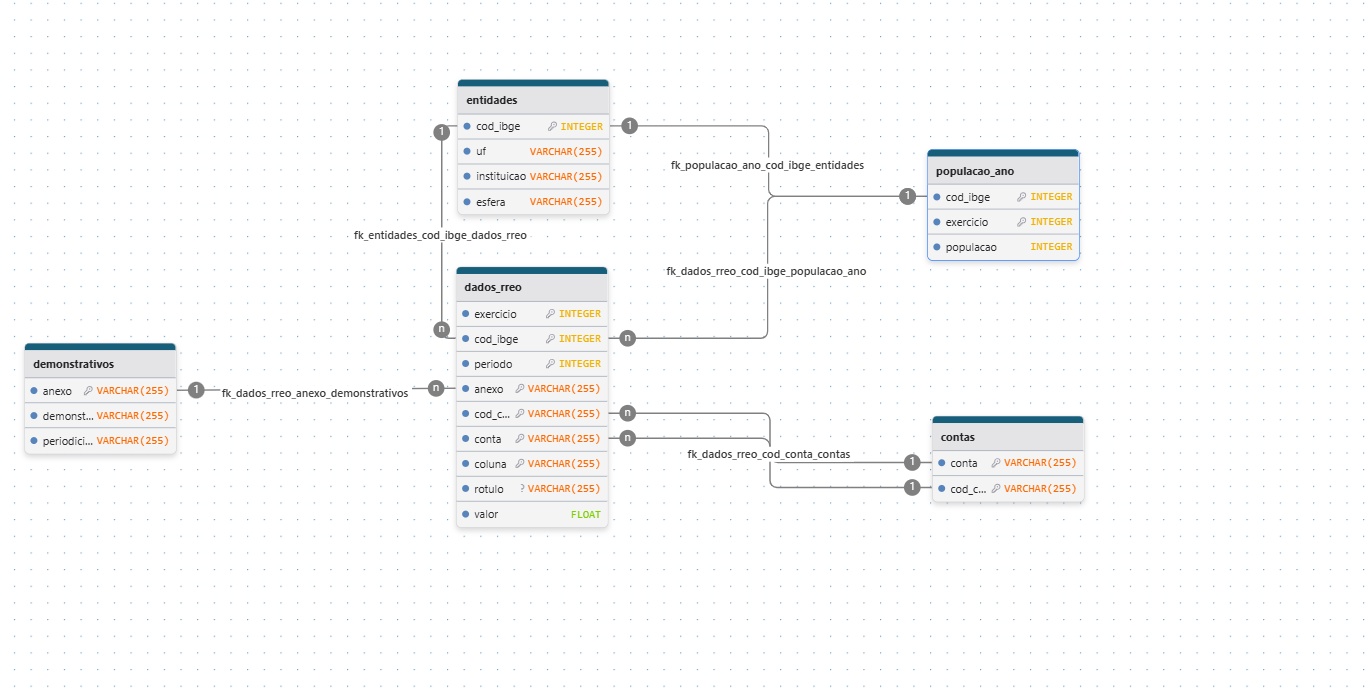 entidades
cod_ibge INTEGER
uf VARCHAR(255)
instituicao VARCHAR(255)
esfera VARCHAR(255)
1
1
fk_populacao_ano_cod_ibge_entidades
populacao_ano
cod_ibge INTEGER
exercicio INTEGER
populacao INTEGER
1
fk_entidades_cod_ibge_dados_rreo
fk_dados_rreo_cod_ibge_populacao_ano
dados_rreo
exercicio INTEGER
cod_ibge INTEGER
periodo INTEGER
anexo VARCHAR(255)
cod_c... VARCHAR(255)
conta VARCHAR(255)
coluna VARCHAR(255)
rotulo ? VARCHAR(255)
valor FLOAT
n
n
n
n
n
demonstrativos
anexo VARCHAR(255)
demonst... VARCHAR(255)
periodici... VARCHAR(255)
1
fk_dados_rreo_anexo_demonstrativos
fk_dados_rreo_cod_conta_contas
contas
conta VARCHAR(255)
cod_c... VARCHAR(255)
1
1